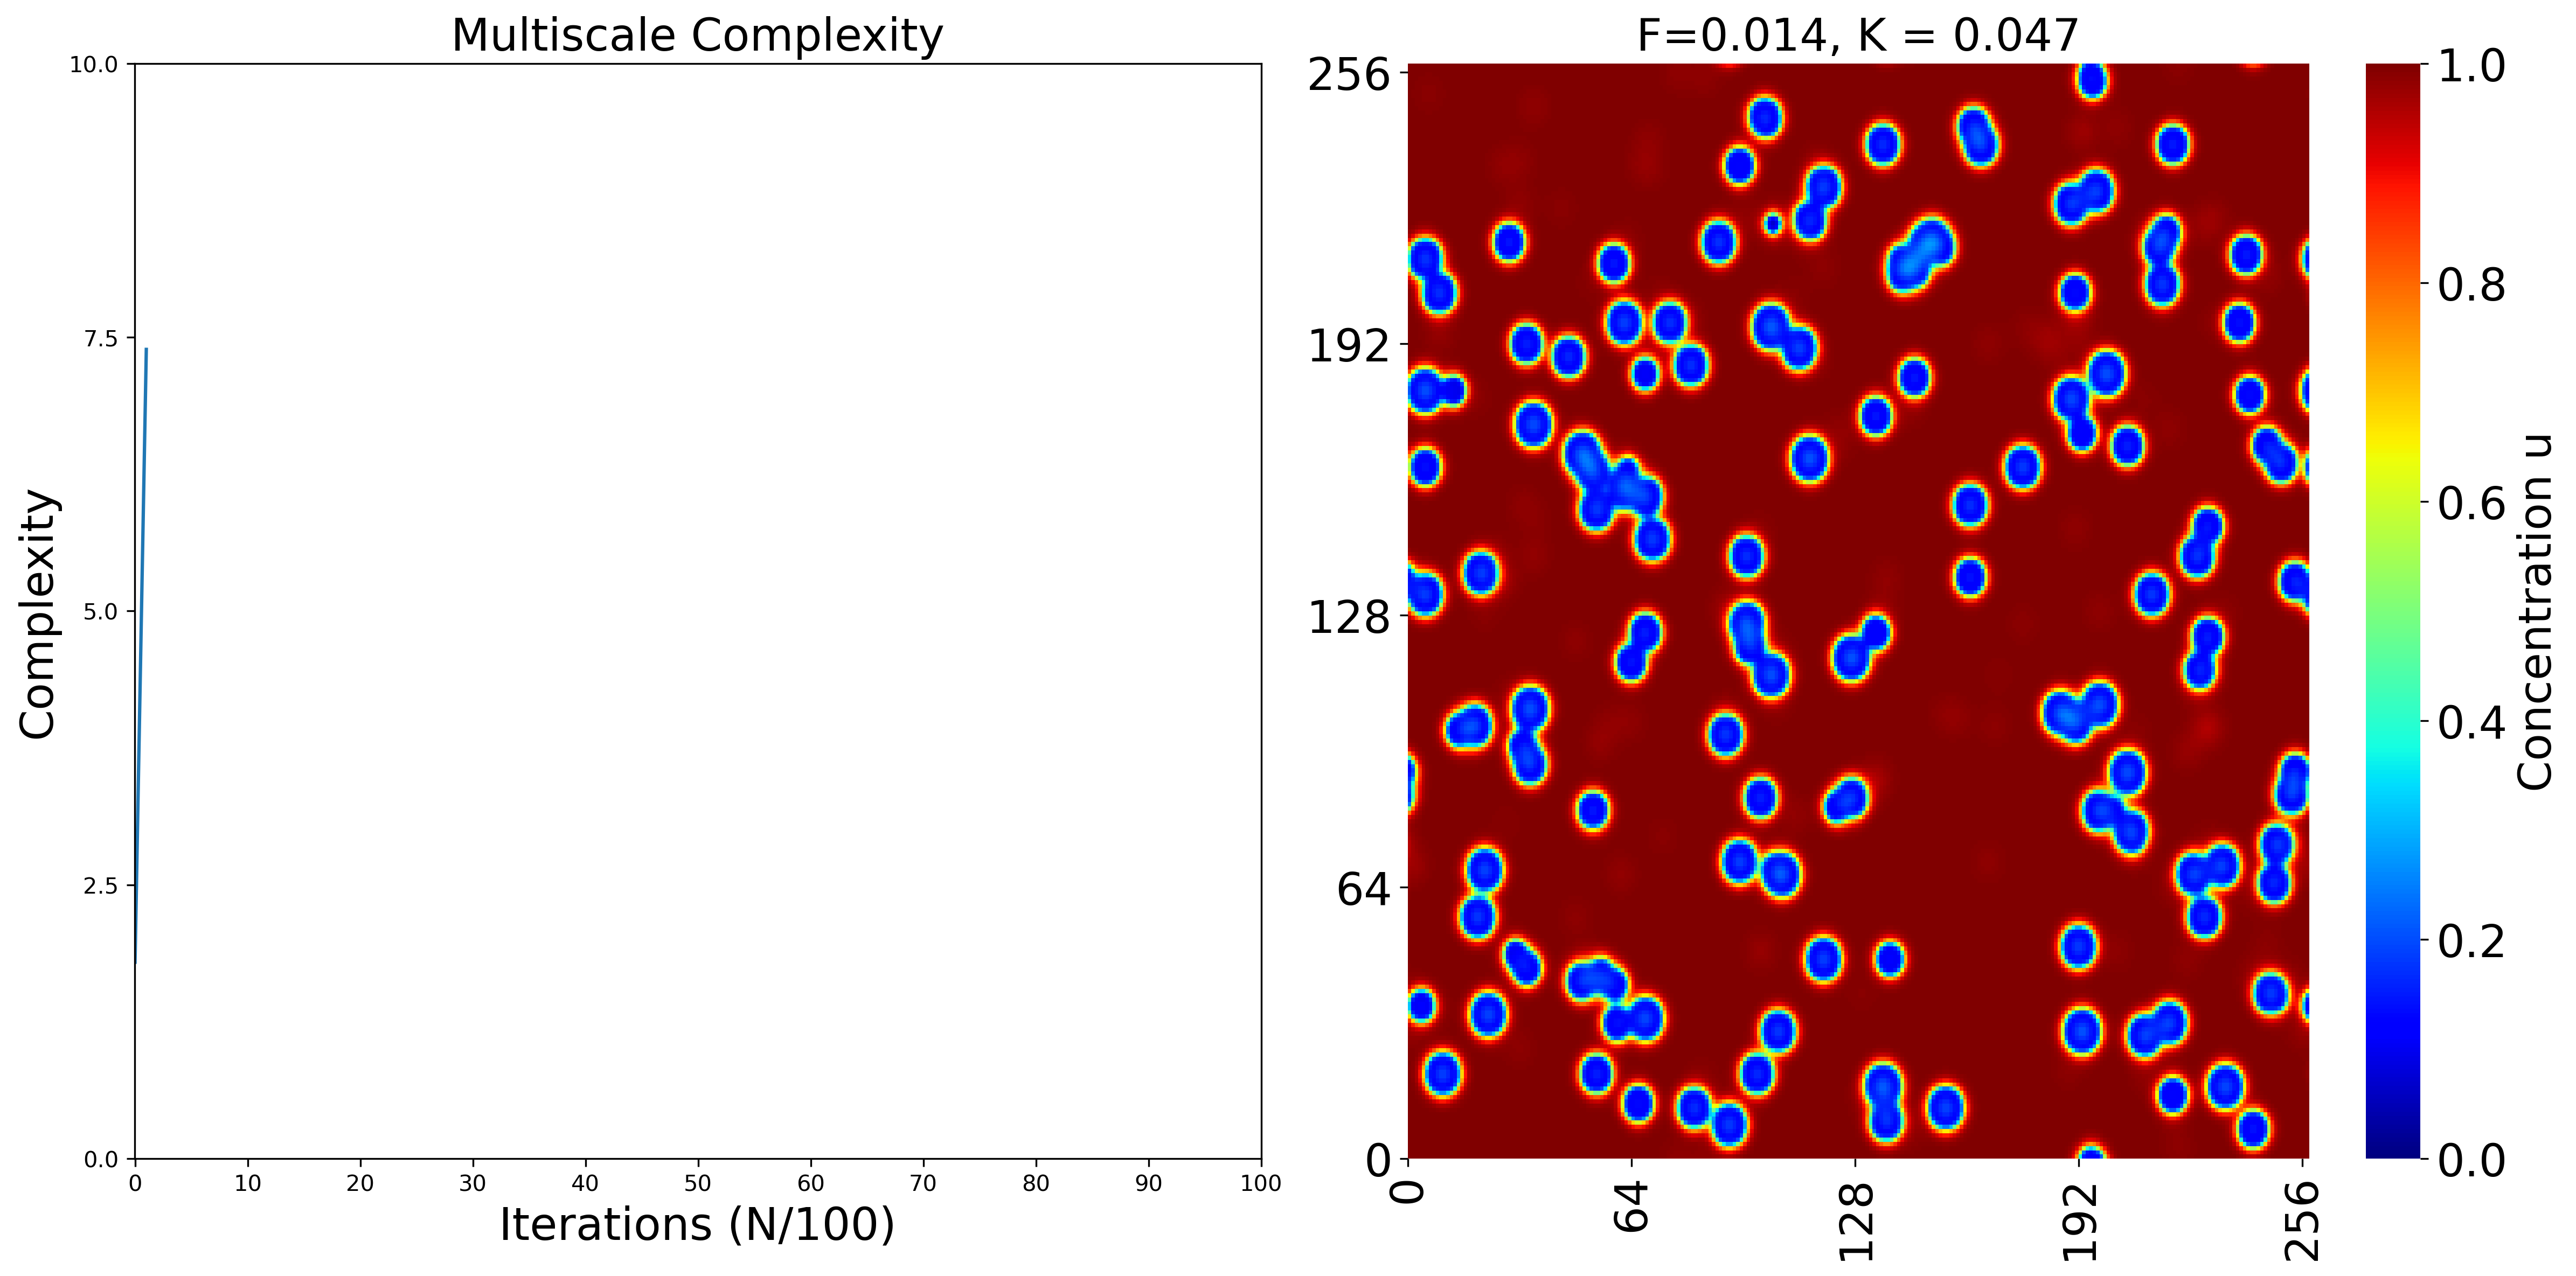 Multiscale Complexity
10.0
7.5
5.0
2.5
0.0
Complexity
0 10 20 30 40 50 60 70 80 90 100
Iterations (N/100)
F=0.014, K = 0.047
256
192
128
64
0
0 64 128 192 256
1.0
0.8
0.6
0.4
0.2
0.0
Concentration u